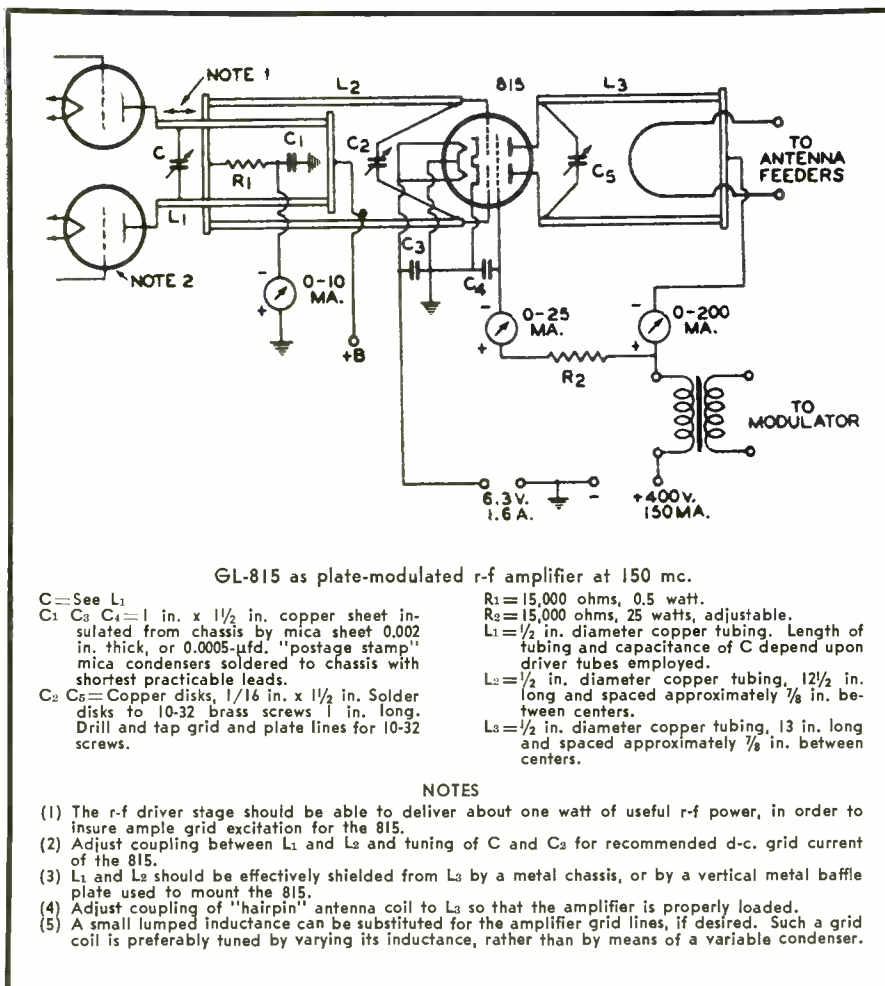 NOTE 1
L2
815
L3
C
C1
C2
R1
C5
TO
ANTENNA
FEEDERS
L1
C3
C4
NOTE 2
-
+
0-10
MA.
+B
-
+
0-25
MA.
-
+
0-200
MA.
R2
TO
MODULATOR
6.3V.
1.6A.
-
+400V.
150MA.
GL-815 as plate-modulated r-f amplifier at 150 mc.
C=See L1
C1 C3 C4=1 in. x 1½ in. copper sheet in-
sulated from chassis by mica sheet 0.002
in. thick, or 0.0005-µfd. "postage stamp"
mica condensers soldered to chassis with
shortest practicable leads.
C2 C5=Copper disks, 1/16 in. x 1½ in. Solder
disks to 10-32 brass screws 1 in. long.
Drill and tap grid and plate lines for 10-32
screws.
R1=15,000 ohms, 0.5 watt.
R2=15,000 ohms, 25 watts, adjustable.
L1=½ in. diameter copper tubing. Length of
tubing and capacitance of C depend upon
driver tubes employed.
L2=½ in. diameter copper tubing, 12½ in.
long and spaced approximately ⅞ in. be-
tween centers.
L3=½ in. diameter copper tubing, 13 in. long
and spaced approximately ⅞ in. between
centers.
NOTES
(1) The r-f driver stage should be able to deliver about one watt of useful r-f power, in order to
insure ample grid excitation for the 815.
(2) Adjust coupling between L1 and L2 and tuning of C and C2 for recommended d-c. grid current
of the 815.
(3) L1 and L2 should be effectively shielded from L3 by a metal chassis, or by a vertical metal baffle
plate used to mount the 815.
(4) Adjust coupling of "hairpin" antenna coil to L3 so that the amplifier is properly loaded.
(5) A small lumped inductance can be substituted for the amplifier grid lines, if desired. Such a grid
coil is preferably tuned by varying its inductance, rather than by means of a variable condenser.